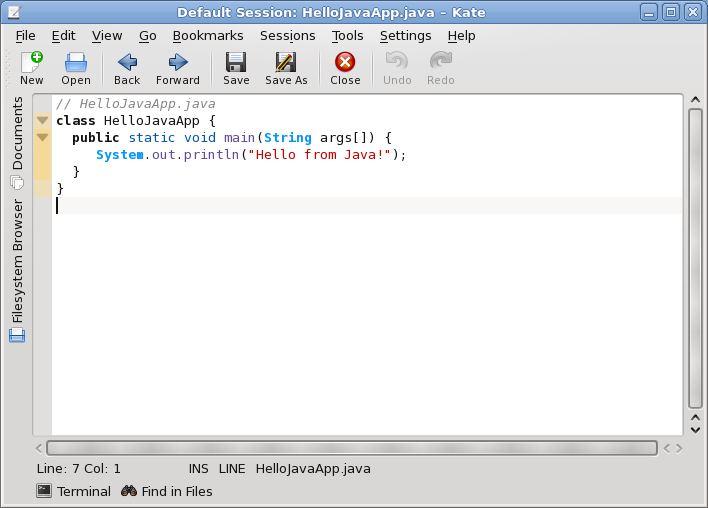 Default Session: HelloJavaApp.java – Kate
File Edit View Go Bookmarks Sessions Tools Settings Help
New Open Back Forward Save Save As Close Undo Redo
Documents
Filesystem Browser
// HelloJavaApp.java
class HelloJavaApp {
  public static void main(String args[]) {
     System.out.println("Hello from Java!");
  }
}
Line: 7 Col: 1 INS LINE HelloJavaApp.java
Terminal Find in Files